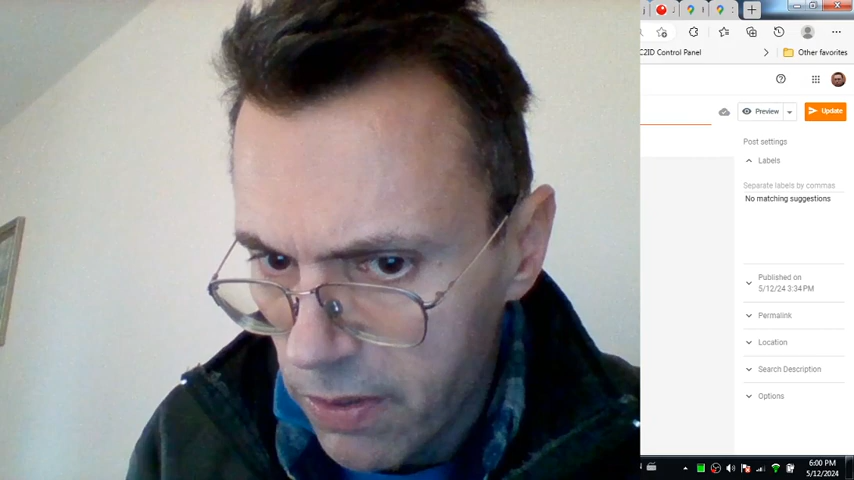 C2ID Control Panel
Other favorites
Preview
Update
Post settings
Labels
Separate labels by commas
No matching suggestions
Published on
5/12/24 3:34 PM
Permalink
Location
Search Description
Options
6:00 PM
5/12/2024